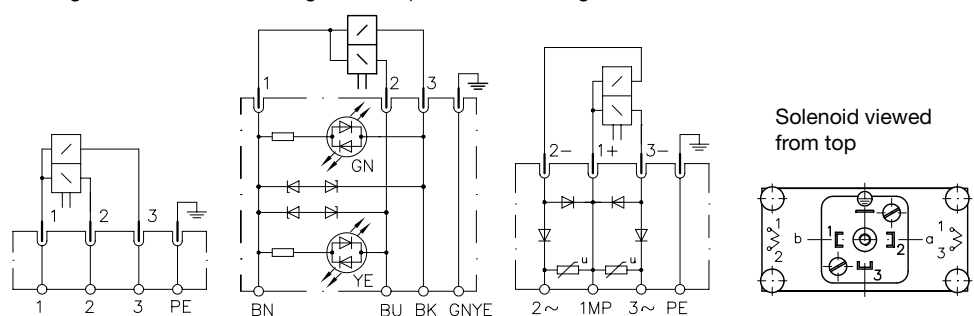 1 2 3
1 2 3 PE
1 2 3
GN
YE
BN BU BK GNYE
2- 1+ 3-
u u
2~ 1MP 3~ PE
Solenoid viewed
from top
1 1
b 1 2 a
2 3 3